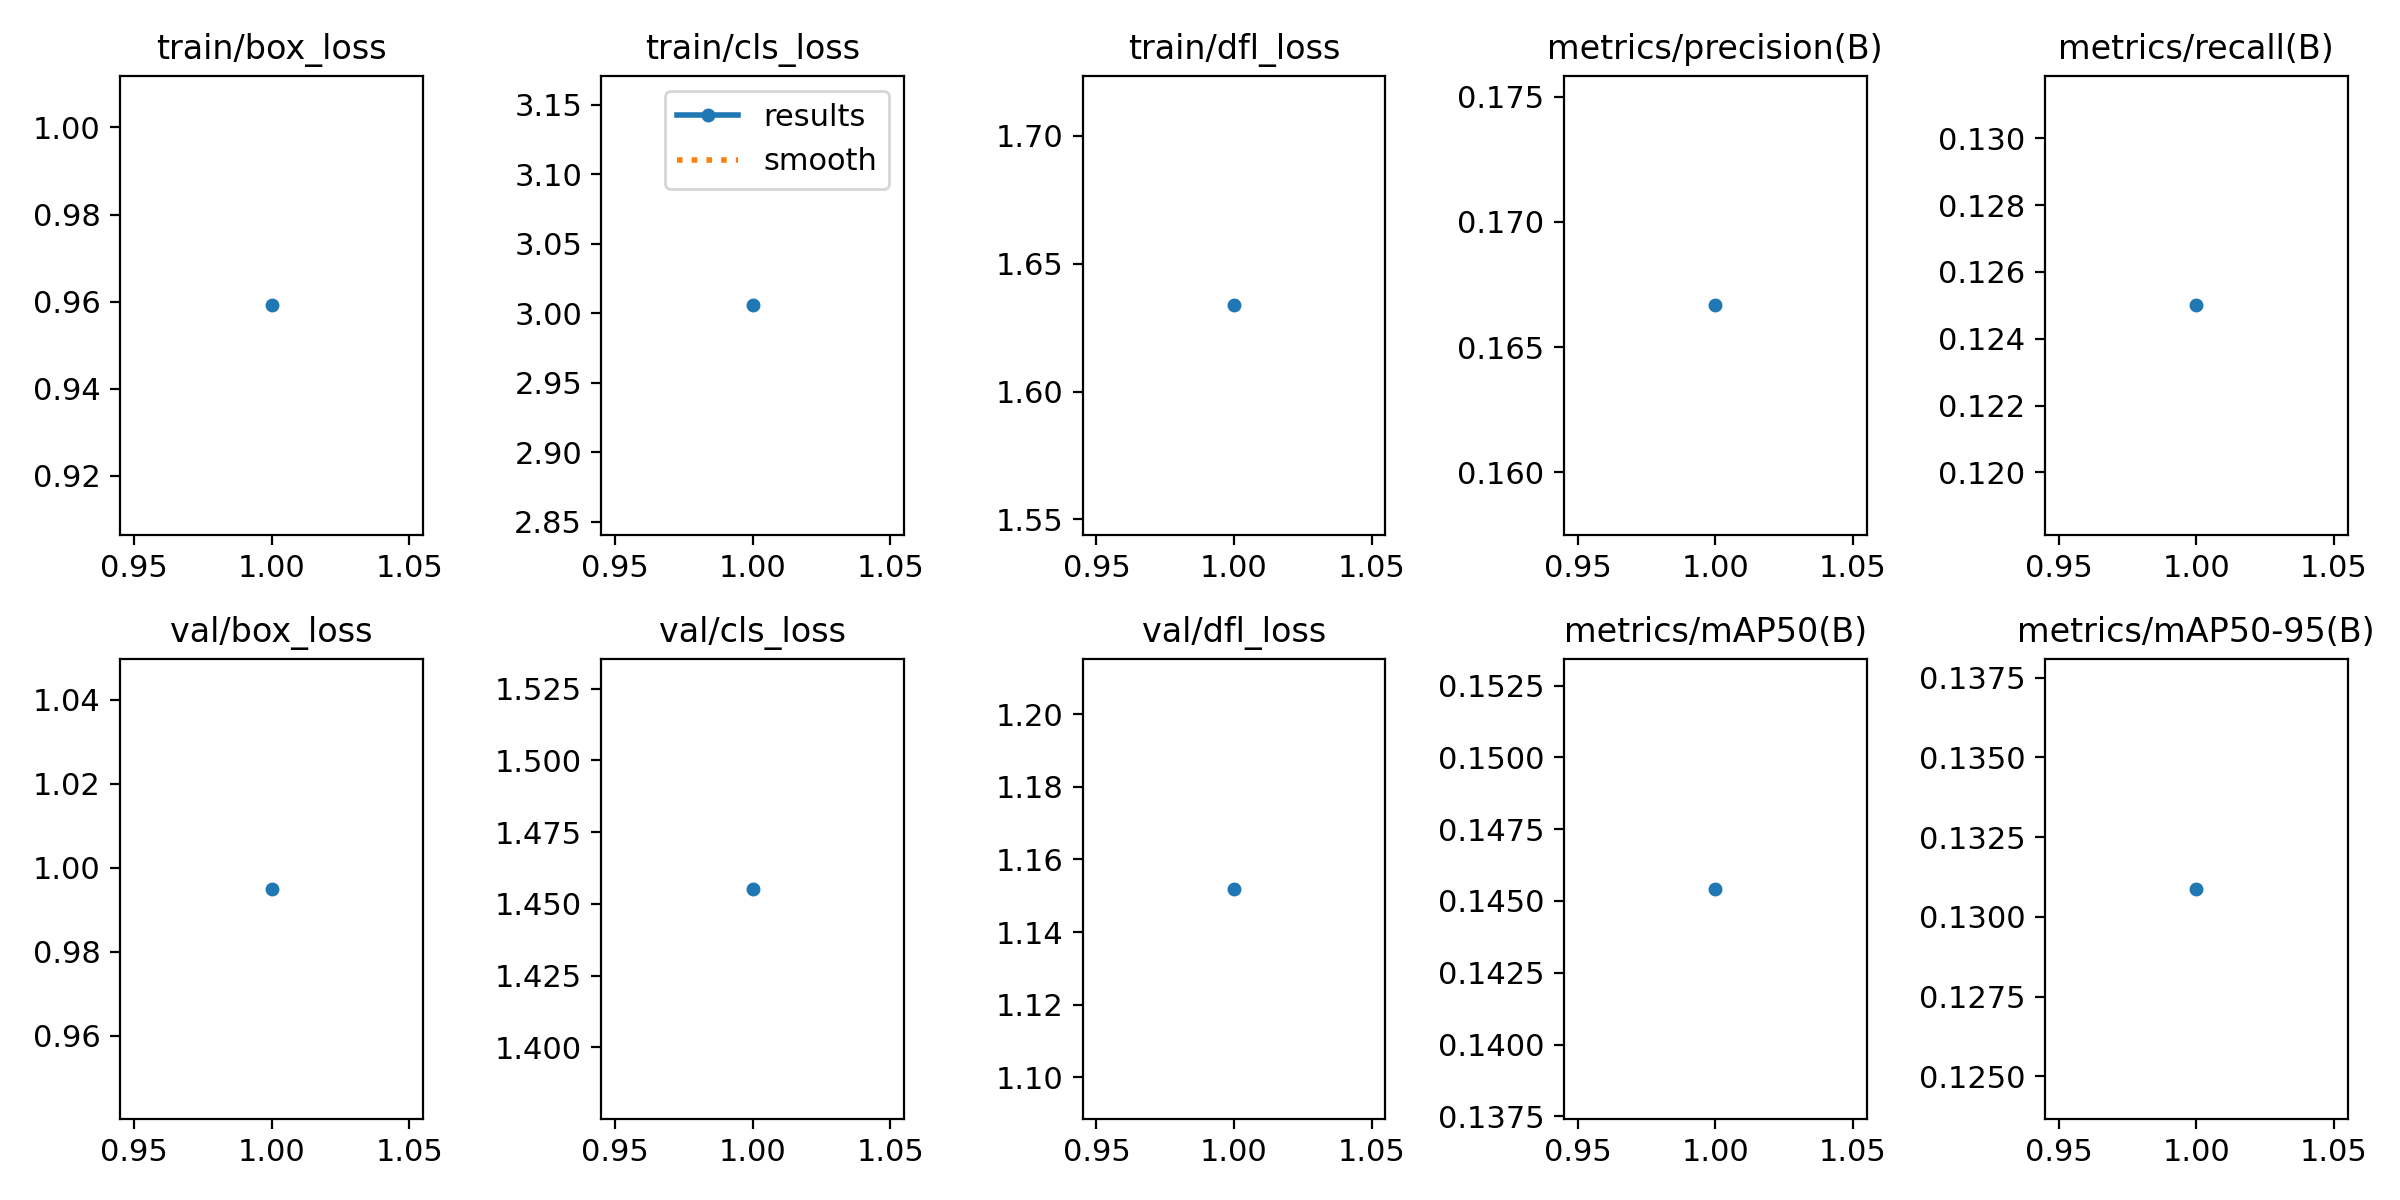 train/box_loss
1.00
0.98
0.96
0.94
0.92
0.95 1.00 1.05
train/cls_loss
results
smooth
3.15
3.10
3.05
3.00
2.95
2.90
2.85
0.95 1.00 1.05
train/dfl_loss
1.70
1.65
1.60
1.55
0.95 1.00 1.05
metrics/precision(B)
0.175
0.170
0.165
0.160
0.95 1.00 1.05
metrics/recall(B)
0.130
0.128
0.126
0.124
0.122
0.120
0.95 1.00 1.05
val/box_loss
1.04
1.02
1.00
0.98
0.96
0.95 1.00 1.05
val/cls_loss
1.525
1.500
1.475
1.450
1.425
1.400
0.95 1.00 1.05
val/dfl_loss
1.20
1.18
1.16
1.14
1.12
1.10
0.95 1.00 1.05
metrics/mAP50(B)
0.1525
0.1500
0.1475
0.1450
0.1425
0.1400
0.1375
0.95 1.00 1.05
metrics/mAP50-95(B)
0.1375
0.1350
0.1325
0.1300
0.1275
0.1250
0.95 1.00 1.05